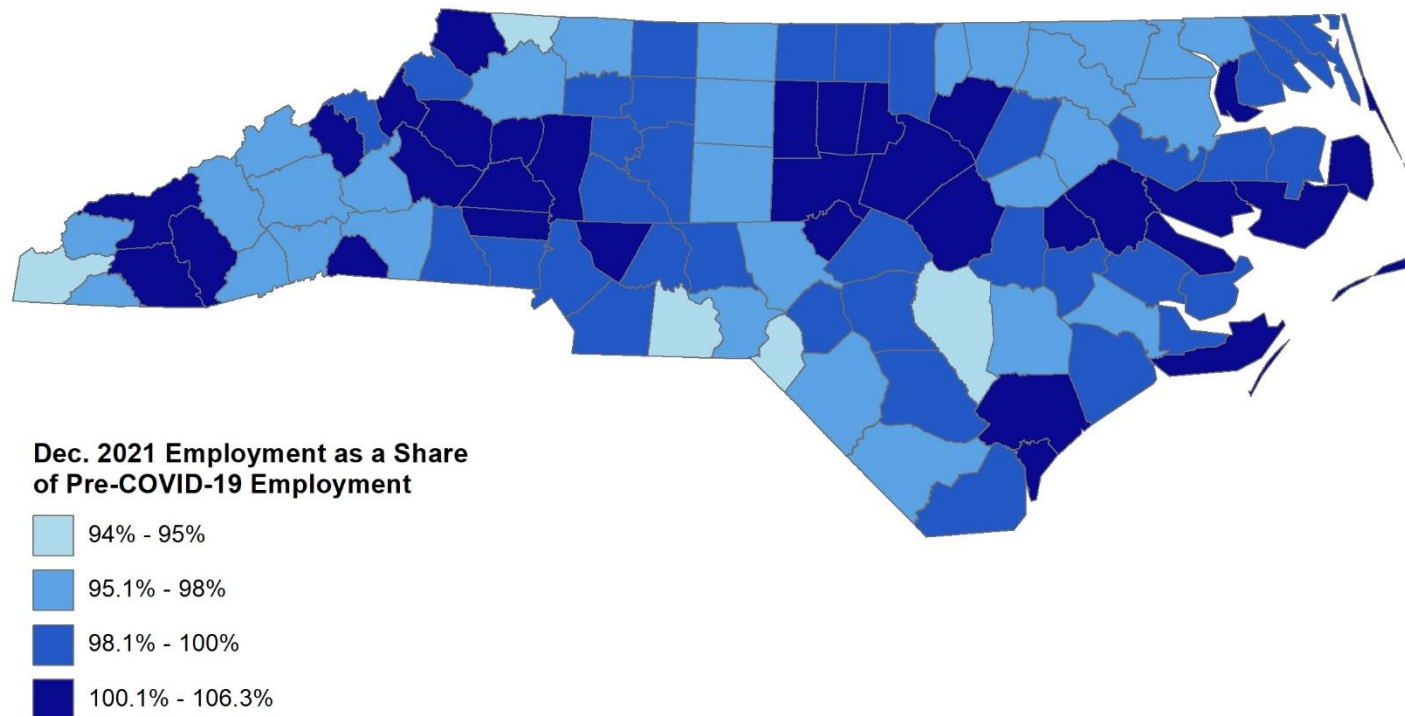 Dec. 2021 Employment as a Share
of Pre-COVID-19 Employment
94% - 95%
95.1% - 98%
98.1% - 100%
100.1% - 106.3%